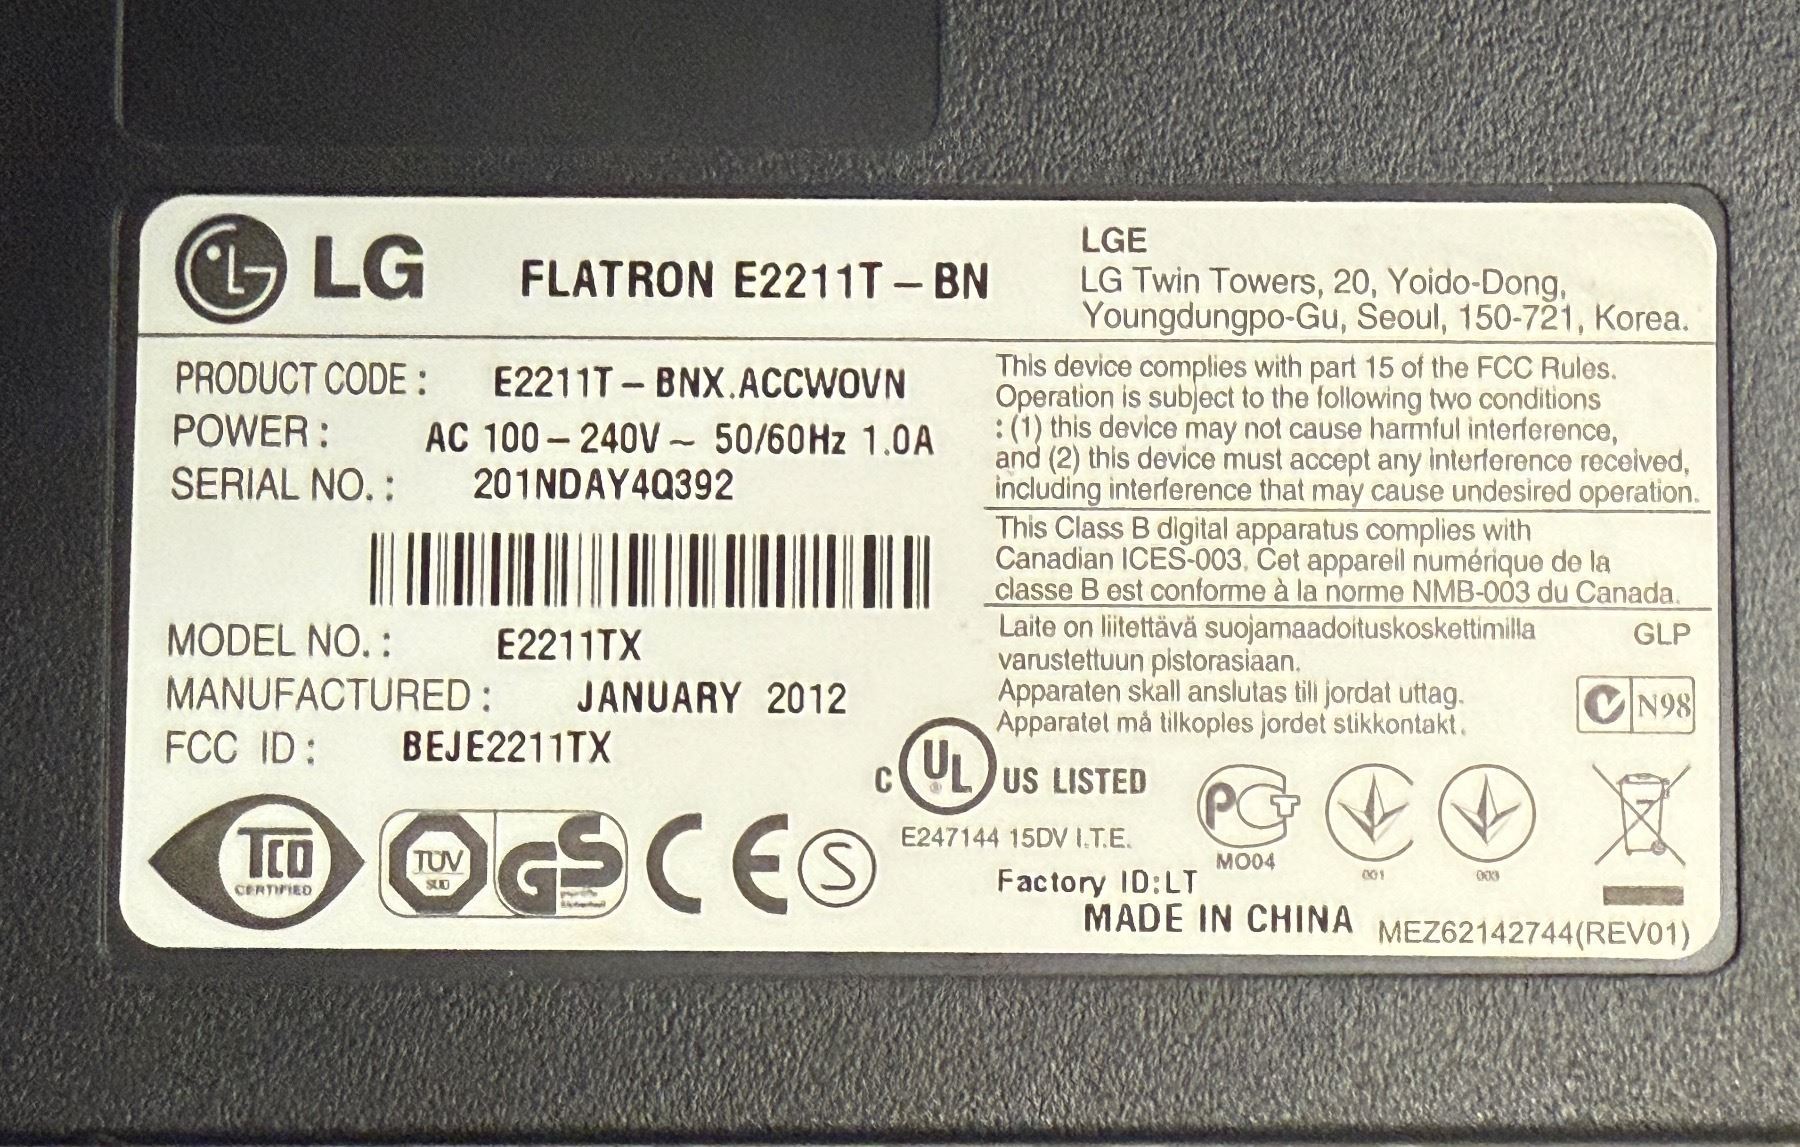 LG
FLATRON E2211T – BN
LGE
LG Twin Towers, 20, Yoido-Dong,
Youngdungpo-Gu, Seoul, 150-721, Korea.
PRODUCT CODE : E2211T – BNX.ACCWOVN
POWER : AC 100 – 240V ~ 50/60Hz 1.0A
SERIAL NO. : 201NDAY4Q392
MODEL NO. : E2211TX
MANUFACTURED : JANUARY 2012
FCC ID : BEJE2211TX
This device complies with part 15 of the FCC Rules.
Operation is subject to the following two conditions
: (1) this device may not cause harmful interference,
and (2) this device must accept any interference received,
including interference that may cause undesired operation.
This Class B digital apparatus complies with
Canadian ICES-003. Cet appareil numérique de la
classe B est conforme à la norme NMB-003 du Canada.
Laite on liitettävä suojamaadoituskoskettimilla
varustettuun pistorasiaan.
Apparaten skall anslutas till jordat uttag.
Apparatet må tilkoples jordet stikkontakt.
GLP
N98
C UL ® US LISTED
E247144 15DV I.T.E.
TCO
CERTIFIED
TÜV
SÜD
GS
CE
S
PCT
MO04
001
003
Factory ID:LT
MADE IN CHINA
MEZ62142744(REV01)